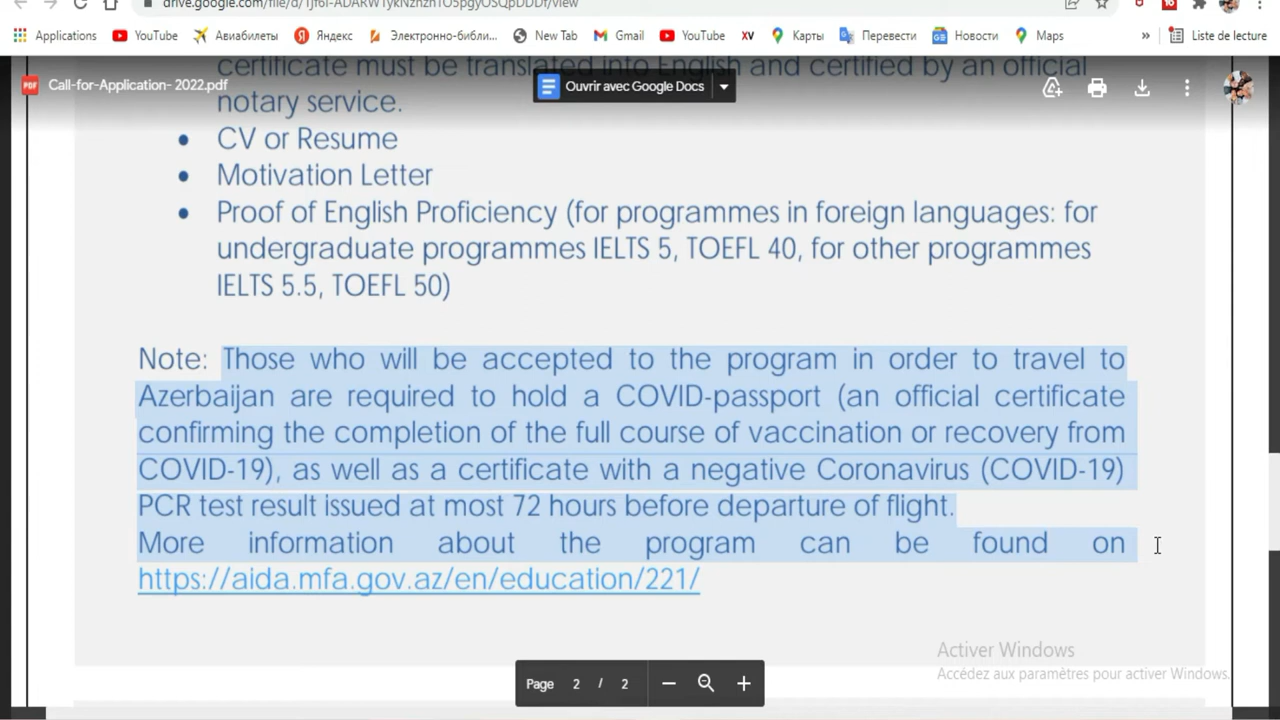 Applications YouTube Авиабилеты Яндекс Электронно-библи... New Tab Gmail YouTube XV Карты Перевести Новости Maps » Liste de lecture
certificate must be translated into English and certified by an official
PDF Call-for-Application- 2022.pdf Ouvrir avec Google Docs
notary service.
• CV or Resume
• Motivation Letter
• Proof of English Proficiency (for programmes in foreign languages: for
undergraduate programmes IELTS 5, TOEFL 40, for other programmes
IELTS 5.5, TOEFL 50)
Note: Those who will be accepted to the program in order to travel to
Azerbaijan are required to hold a COVID-passport (an official certificate
confirming the completion of the full course of vaccination or recovery from
COVID-19), as well as a certificate with a negative Coronavirus (COVID-19)
PCR test result issued at most 72 hours before departure of flight.
More information about the program can be found on
https://aida.mfa.gov.az/en/education/221/
Activer Windows
Accédez aux paramètres pour activer Windows.
Page 2 / 2